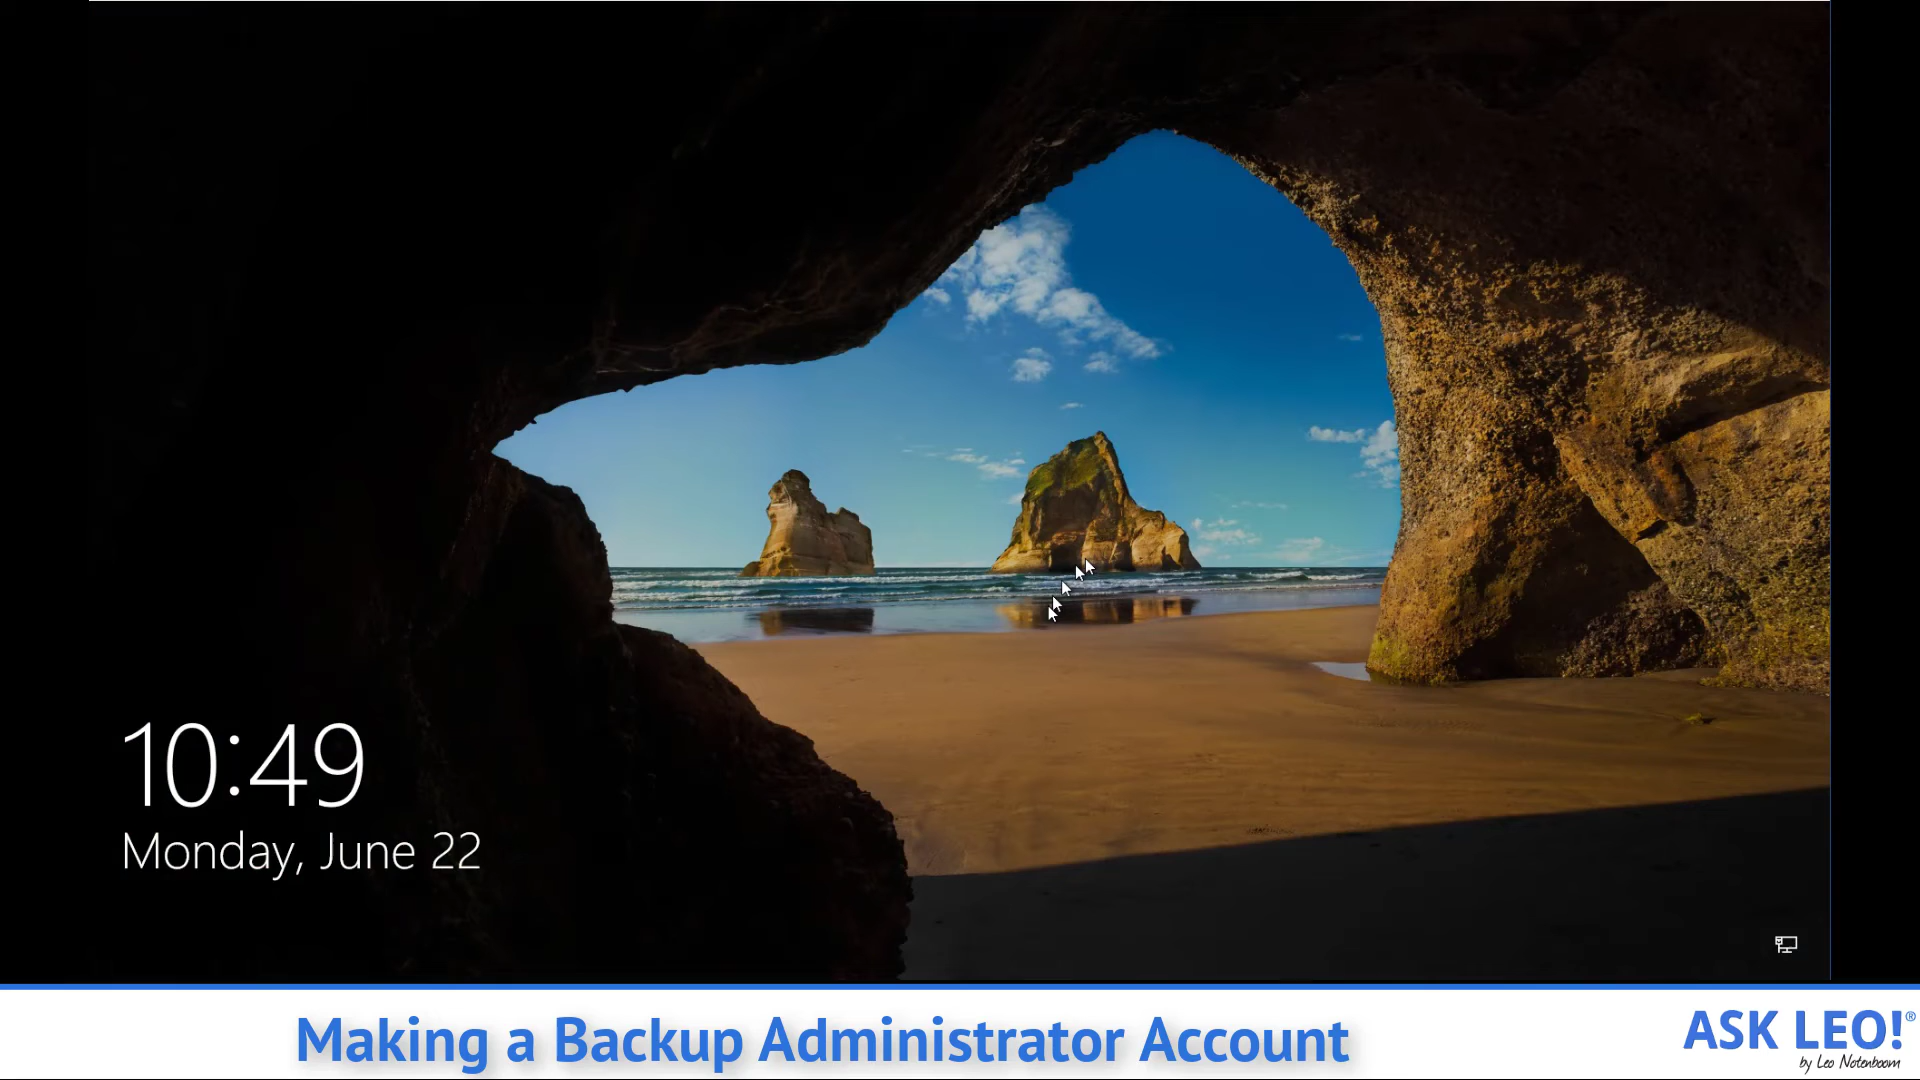 10:49
Monday, June 22
Making a Backup Administrator Account
ASK LEO!®
by Leo Notenboom